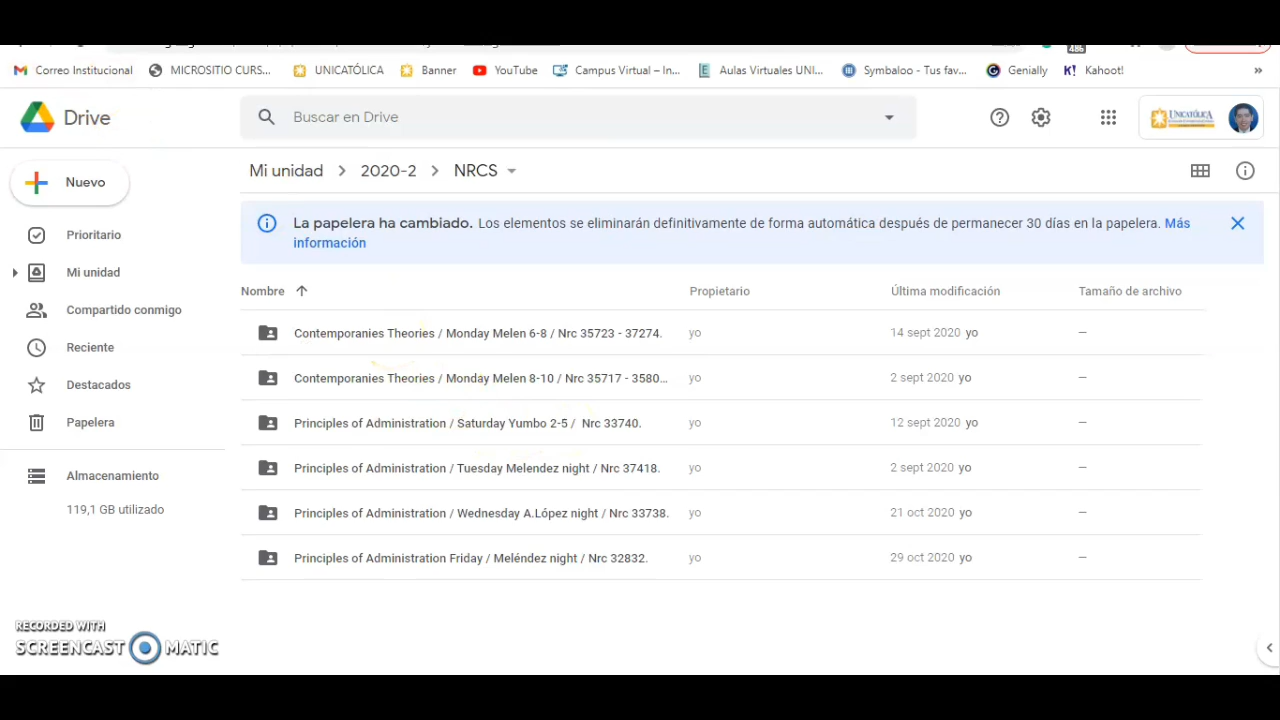 486
Correo Institucional MICROSITIO CURS... UNICATÓLICA Banner YouTube Campus Virtual – In... Aulas Virtuales UNI... Symbaloo - Tus fav... Genially K! Kahoot! »
Drive Buscar en Drive UNICATÓLICA
Mi unidad 2020-2 NRCS
Nuevo
La papelera ha cambiado. Los elementos se eliminarán definitivamente de forma automática después de permanecer 30 días en la papelera. Más
información
Prioritario
Mi unidad
Compartido conmigo
Reciente
Destacados
Papelera
Almacenamiento
119,1 GB utilizado
Nombre Propietario Última modificación Tamaño de archivo
Contemporanies Theories / Monday Melen 6-8 / Nrc 35723 - 37274. yo 14 sept 2020 yo —
Contemporanies Theories / Monday Melen 8-10 / Nrc 35717 - 3580... yo 2 sept 2020 yo —
Principles of Administration / Saturday Yumbo 2-5 / Nrc 33740. yo 12 sept 2020 yo —
Principles of Administration / Tuesday Melendez night / Nrc 37418. yo 2 sept 2020 yo —
Principles of Administration / Wednesday A.López night / Nrc 33738. yo 21 oct 2020 yo —
Principles of Administration Friday / Meléndez night / Nrc 32832. yo 29 oct 2020 yo —
RECORDED WITH
SCREENCAST MATIC